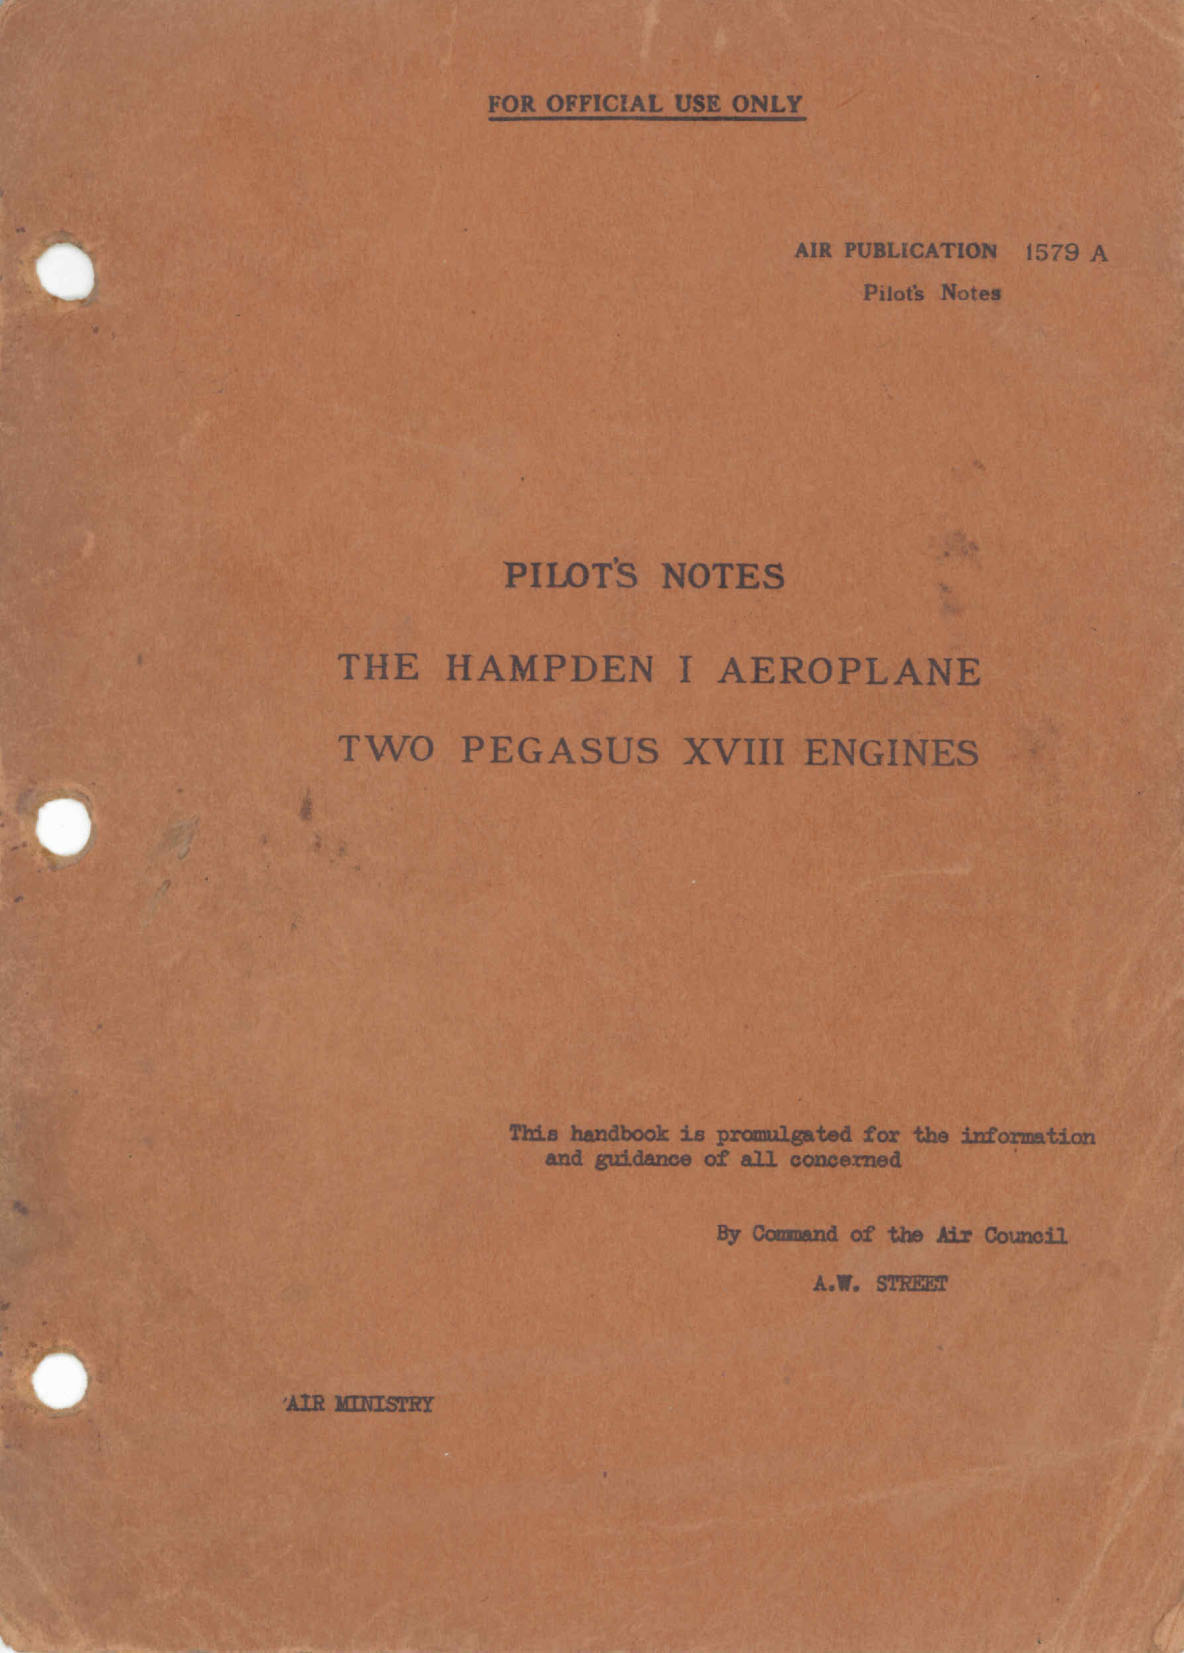 FOR OFFICIAL USE ONLY
AIR PUBLICATION 1579 A
Pilot's Notes
PILOT'S NOTES
THE HAMPDEN I AEROPLANE
TWO PEGASUS XVIII ENGINES
This handbook is promulgated for the information
and guidance of all concerned
By Command of the Air Council
A.W. STREET
AIR MINISTRY